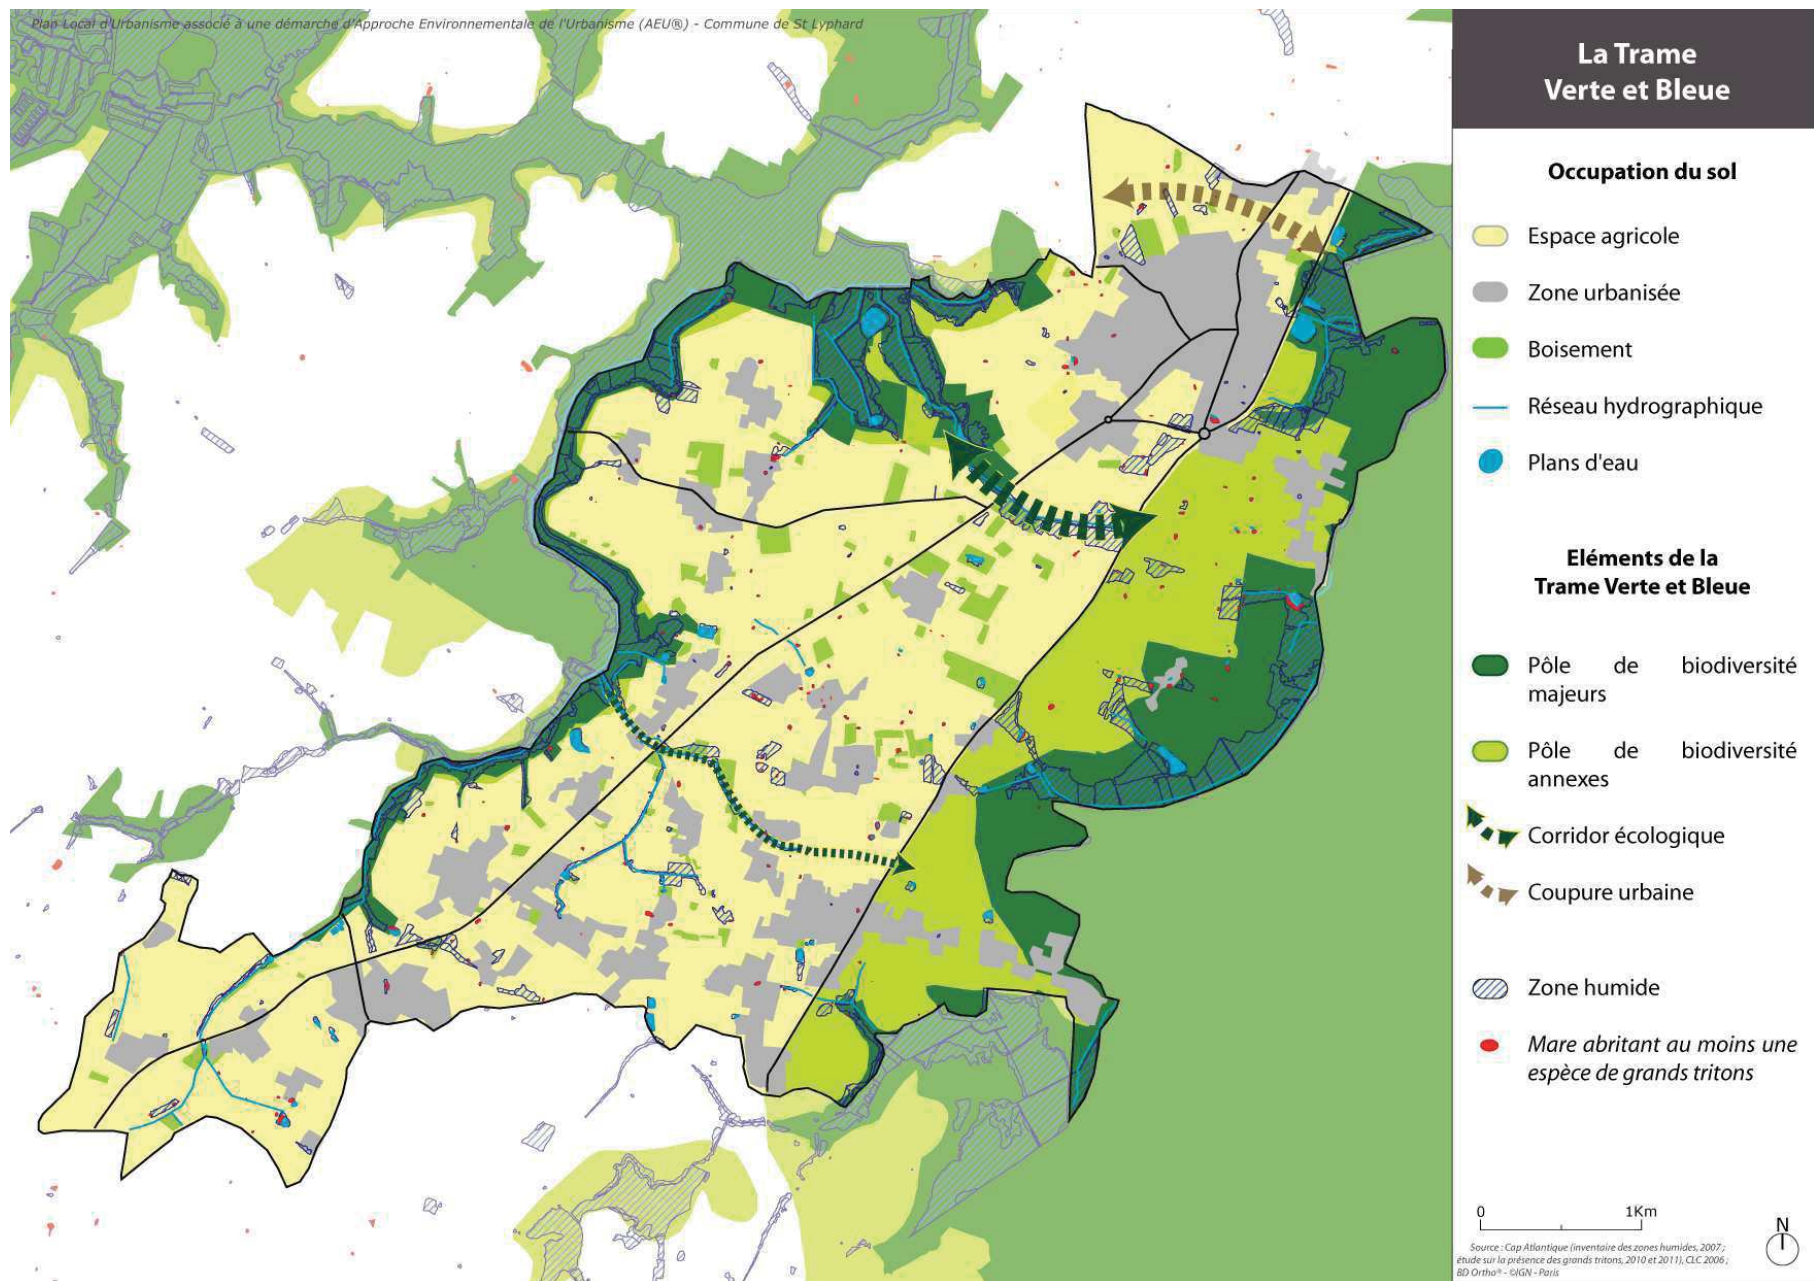 Plan Local d'Urbanisme associé à une démarche d'Approche Environnementale de l'Urbanisme (AEU®) - Commune de St Lyphard
La Trame
Verte et Bleue
Occupation du sol
Espace agricole
Zone urbanisée
Boisement
Réseau hydrographique
Plans d'eau
Eléments de la
Trame Verte et Bleue
Pôle de biodiversité
majeurs
Pôle de biodiversité
annexes
Corridor écologique
Coupure urbaine
Zone humide
Mare abritant au moins une
espèce de grands tritons
0 1Km
N
Source : Cap Atlantique (inventaire des zones humides, 2007 ;
étude sur la présence des grands tritons, 2010 et 2011), CLC 2006 ;
BD Ortho® - ©IGN - Paris